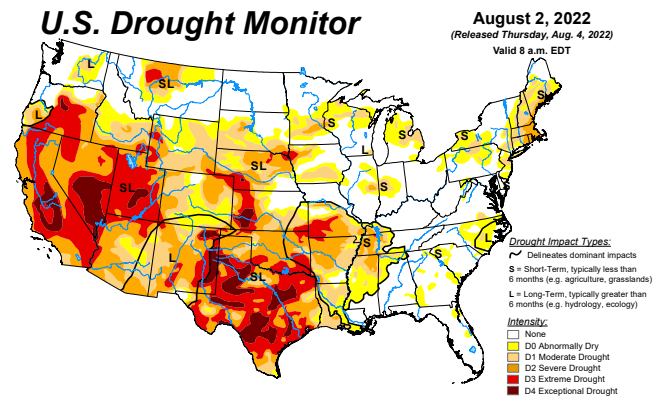 U.S. Drought Monitor
August 2, 2022
(Released Thursday, Aug. 4, 2022)
Valid 8 a.m. EDT
L
SL
S
L
S
S
S
L
SL
S
SL
S
L
S
L
SL
Drought Impact Types:
Delineates dominant impacts
S = Short-Term, typically less than
6 months (e.g. agriculture, grasslands)
L = Long-Term, typically greater than
6 months (e.g. hydrology, ecology)
Intensity:
None
D0 Abnormally Dry
D1 Moderate Drought
D2 Severe Drought
D3 Extreme Drought
D4 Exceptional Drought